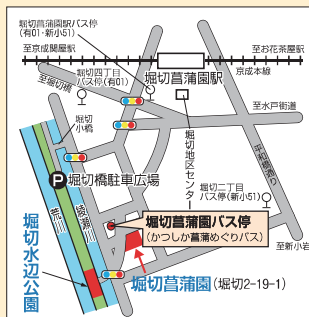 堀切菖蒲園駅バス停
(有01・新小51)
至京成関屋駅
至お花茶屋駅
堀切菖蒲園駅
京成本線
至堀切橋
堀切四丁目
バス停(有01)
至水戸街道
堀切
小橋
堀切地区センター
平和橋通り
P堀切橋駐車広場
堀切二丁目
バス停(新小51)
荒川
綾瀬川
堀切菖蒲園バス停
(かつしか菖蒲めぐりバス)
至新小岩
堀切水辺公園
堀切菖蒲園(堀切2-19-1)